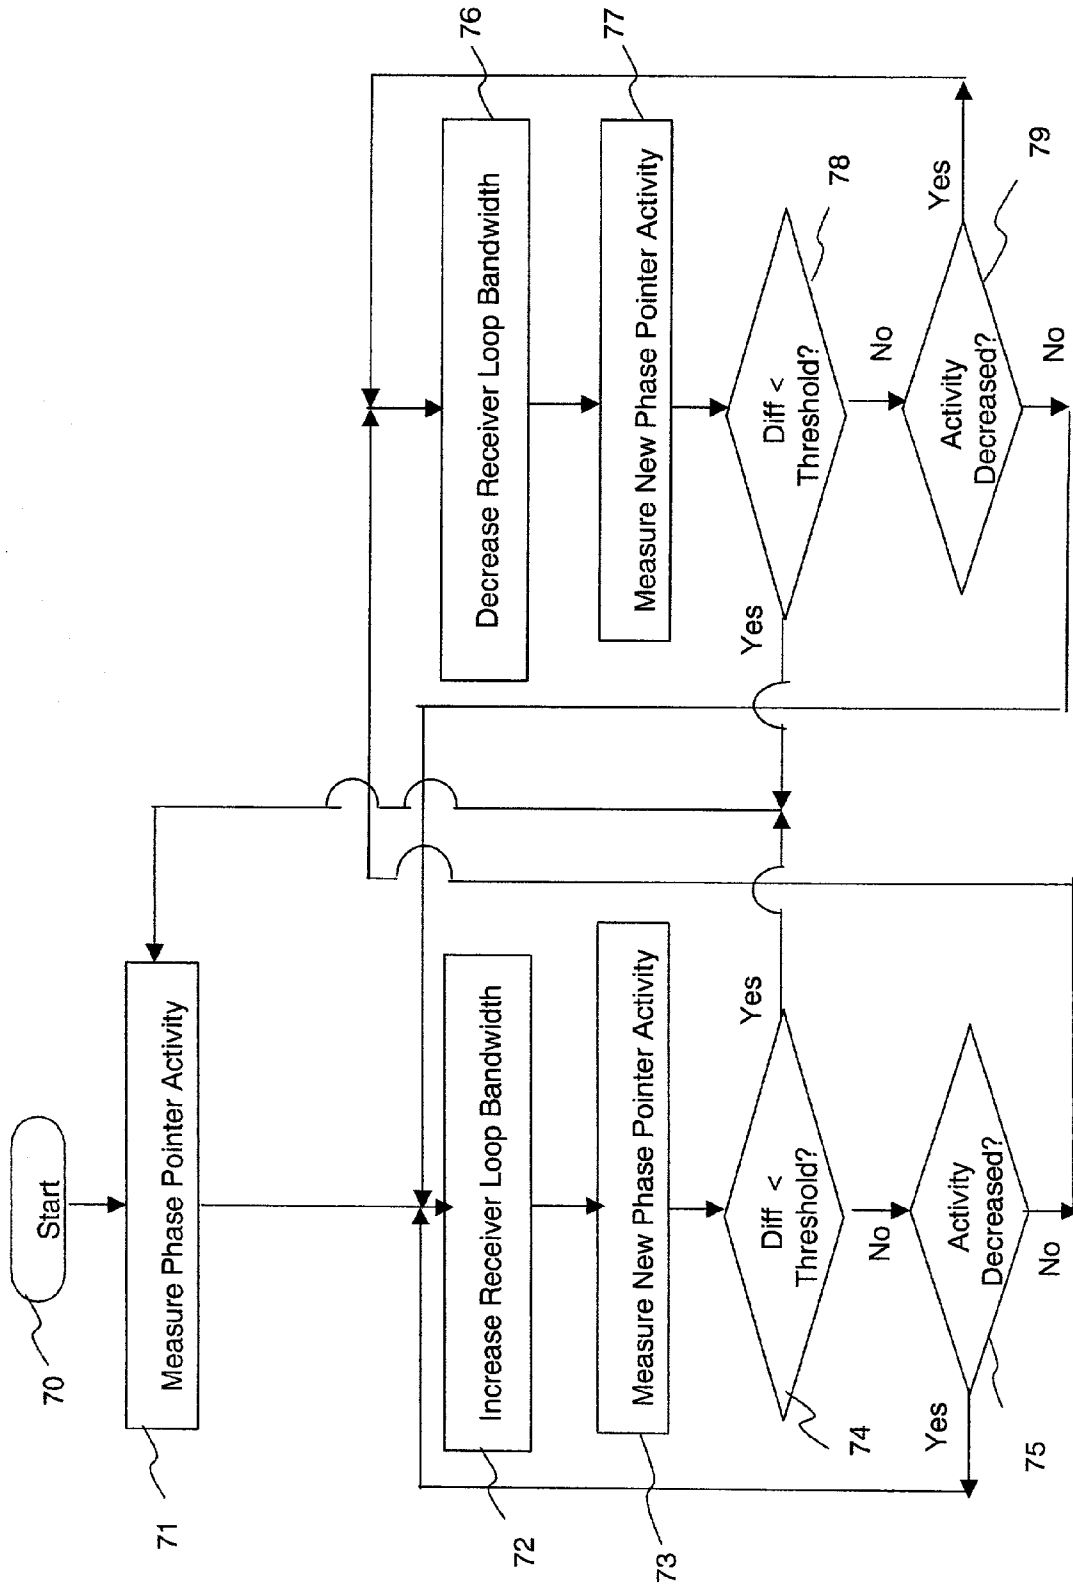 70
Start
71
Measure Phase Pointer Activity
72
Increase Receiver Loop Bandwidth
73
Measure New Phase Pointer Activity
74
Diff <
Threshold?
Yes
No
75
Activity
Decreased?
Yes
No
76
Decrease Receiver Loop Bandwidth
77
Measure New Phase Pointer Activity
78
Diff <
Threshold?
Yes
No
79
Activity
Decreased?
Yes
No